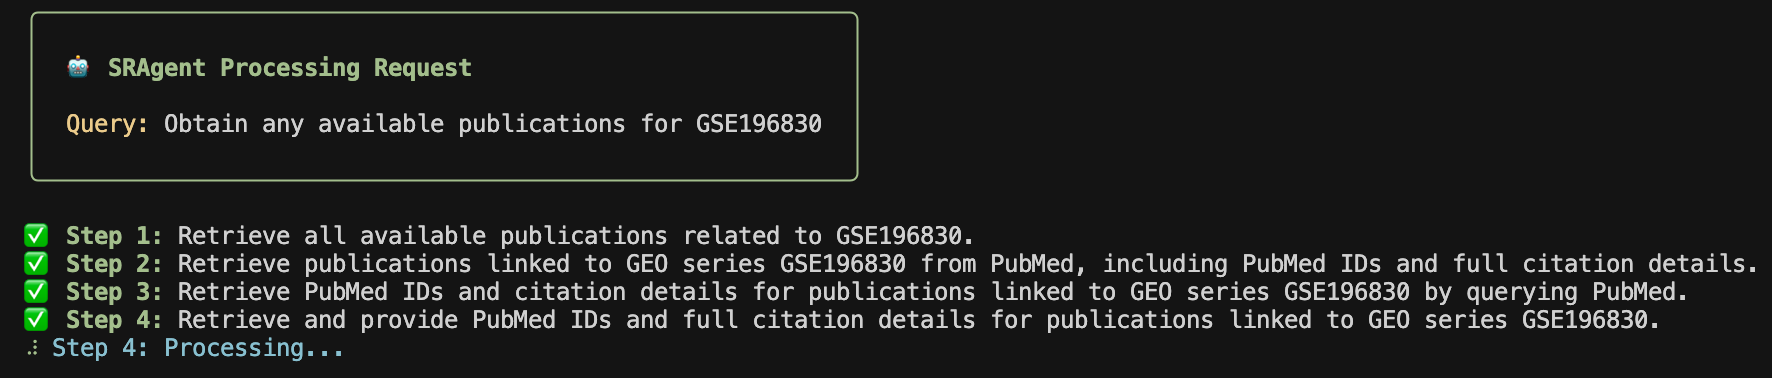 🤖 SRAgent Processing Request
Query: Obtain any available publications for GSE196830
✅ Step 1: Retrieve all available publications related to GSE196830.
✅ Step 2: Retrieve publications linked to GEO series GSE196830 from PubMed, including PubMed IDs and full citation details.
✅ Step 3: Retrieve PubMed IDs and citation details for publications linked to GEO series GSE196830 by querying PubMed.
✅ Step 4: Retrieve and provide PubMed IDs and full citation details for publications linked to GEO series GSE196830.
Step 4: Processing...